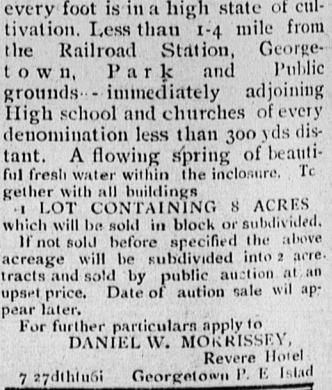 every foot is in a high state of cul-
tivation. Less than 1-4 mile from
the Railroad Station, George-
town, Park and Public
grounds--immediately adjoining
High school and churches of every
denomination less than 300 yds dis-
tant. A flowing spring of beauti-
ful fresh water within the inclosure. To
gether with all buildings
1 LOT CONTAINING 8 ACRES
which will be sold in block or subdivided.
If not sold before specified the above
acreage will be subdivided into 2 acre-
tracts and sold by public auction at an
upset price. Date of aution sale wil ap-
pear later.
For further particulars apply to
DANIEL W. MORRISSEY,
Revere Hotel
7 27dthtu6i Georgetown P. E Islad